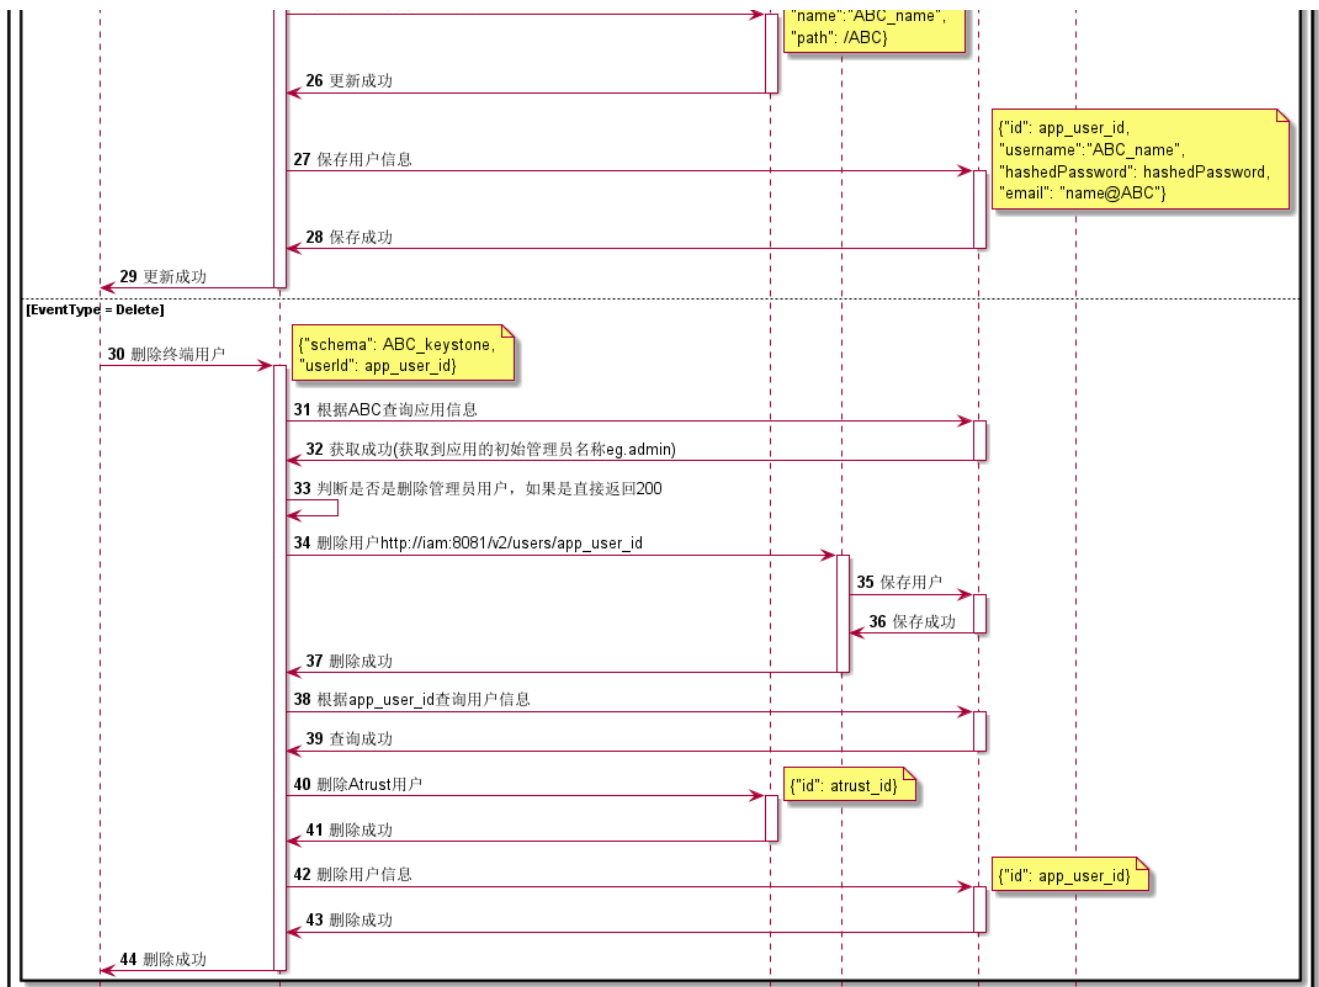 "name":"ABC_name",
"path": /ABC}
26 更新成功
{"id": app_user_id,
"username":"ABC_name",
"hashedPassword": hashedPassword,
"email": "name@ABC"}
27 保存用户信息
28 保存成功
29 更新成功
[EventType = Delete]
{"schema": ABC_keystone,
"userId": app_user_id}
30 删除终端用户
31 根据ABC查询应用信息
32 获取成功(获取到应用的初始管理员名称eg.admin)
33 判断是否是删除管理员用户，如果是直接返回200
34 删除用户http://iam:8081/v2/users/app_user_id
35 保存用户
36 保存成功
37 删除成功
38 根据app_user_id查询用户信息
39 查询成功
40 删除Atrust用户
{"id": atrust_id}
41 删除成功
42 删除用户信息
{"id": app_user_id}
43 删除成功
44 删除成功